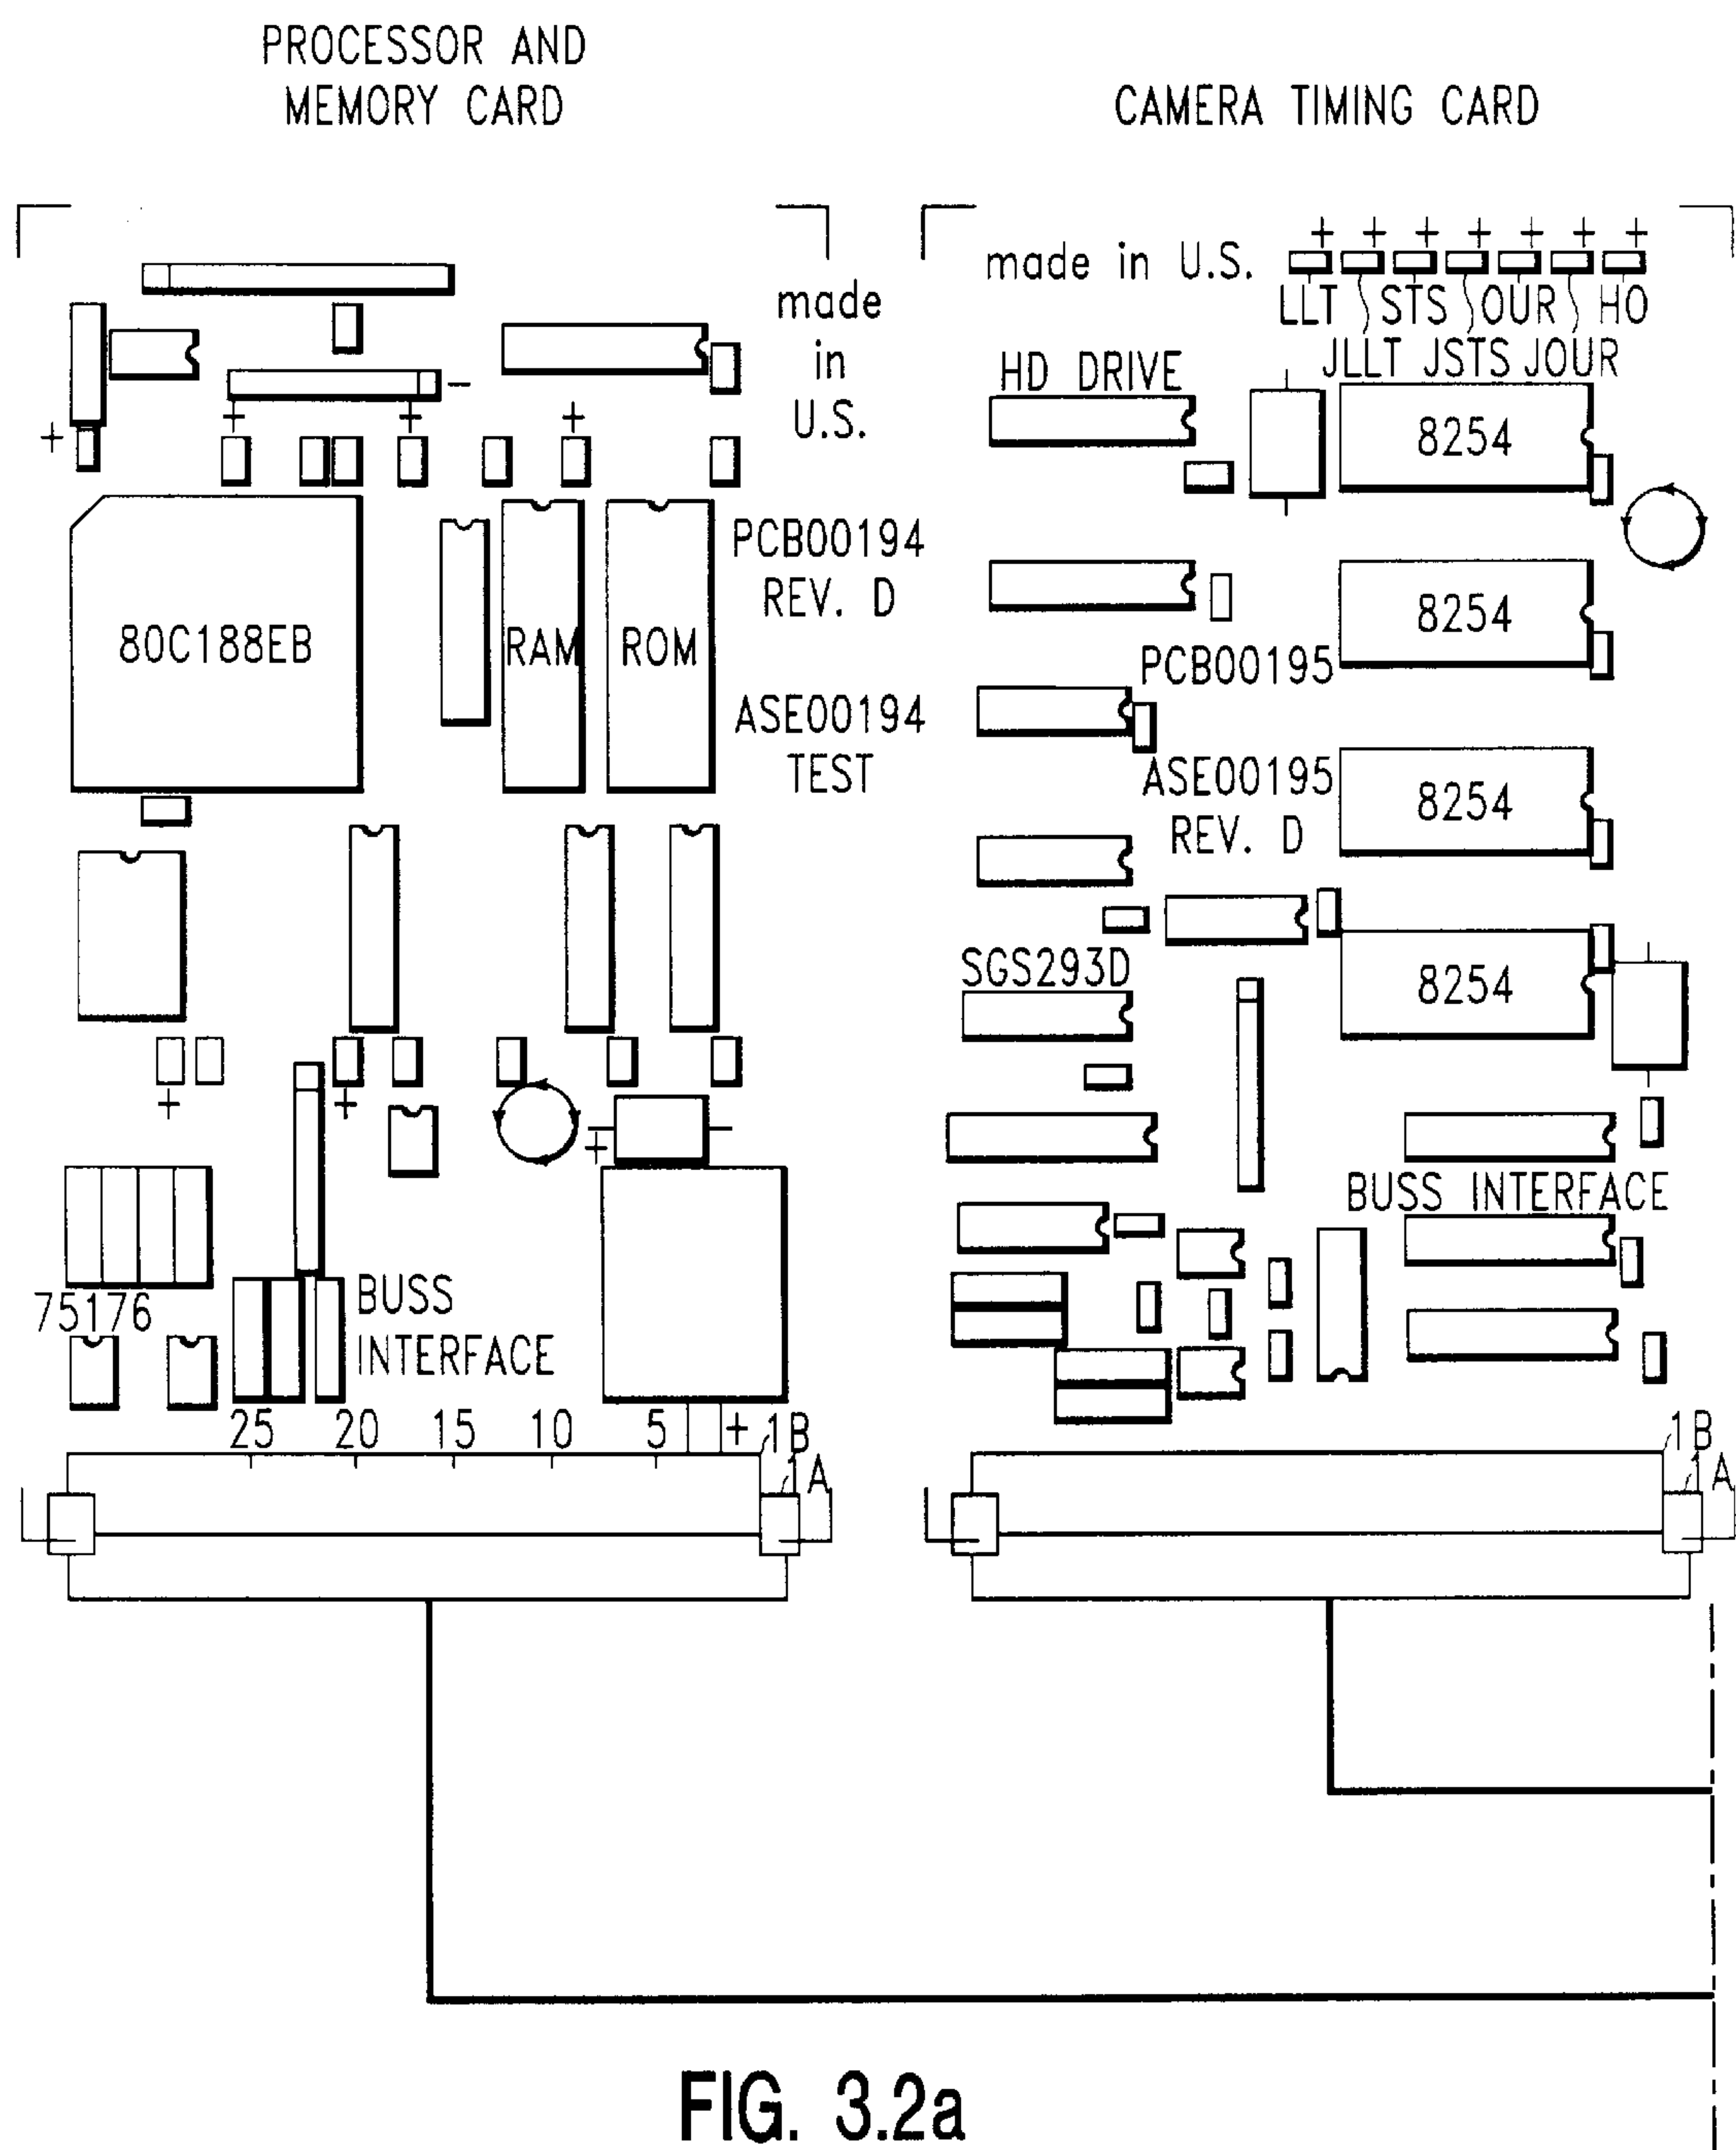 PROCESSOR AND
MEMORY CARD
made
in
U.S.
+
-
+
+
+
80C188EB
RAM
ROM
PCB00194
REV. D
ASE00194
TEST
+
+
+
75176
BUSS
INTERFACE
25 20 15 10 5 + 1B
1A
CAMERA TIMING CARD
made in U.S.
+ + + + + + +
LLT STS OUR HO
JLLT JSTS JOUR
HD DRIVE
8254
8254
PCB00195
ASE00195
REV. D
8254
SGS293D
8254
BUSS INTERFACE
1B
1A
FIG. 3.2a